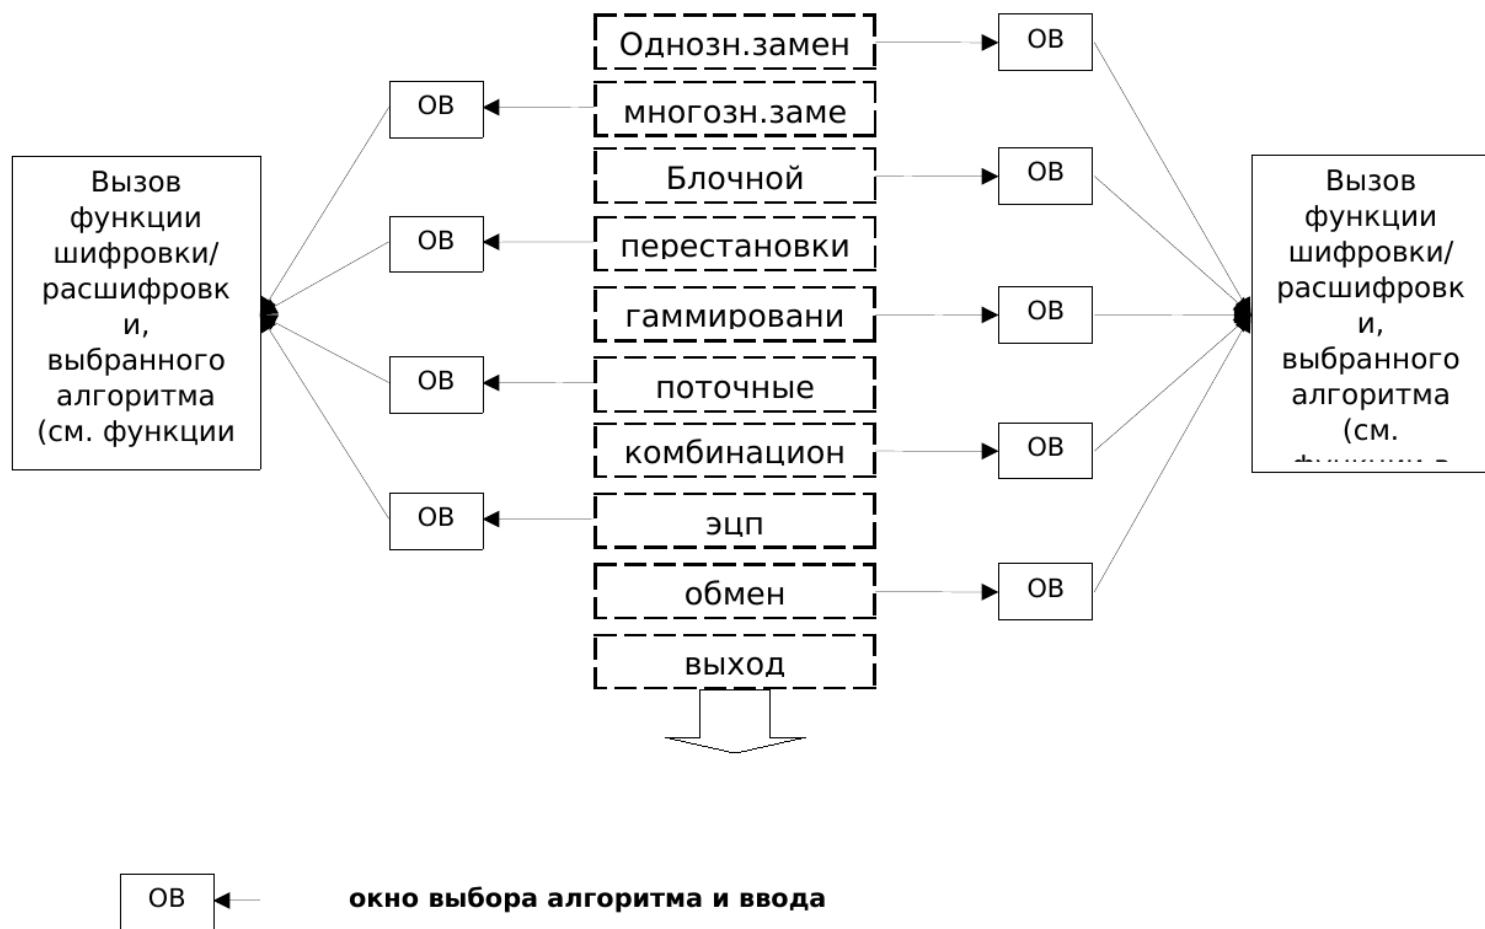 Однозн.замен
ОВ
ОВ
многозн.заме
Блочной
ОВ
Вызов
функции
шифровки/
расшифровк
и,
выбранного
алгоритма
(см. функции
Вызов
функции
шифровки/
расшифровк
и,
выбранного
алгоритма
(см.
ОВ
перестановки
гаммировани
ОВ
ОВ
поточные
комбинацион
ОВ
ОВ
эцп
обмен
ОВ
выход
ОВ
окно выбора алгоритма и ввода